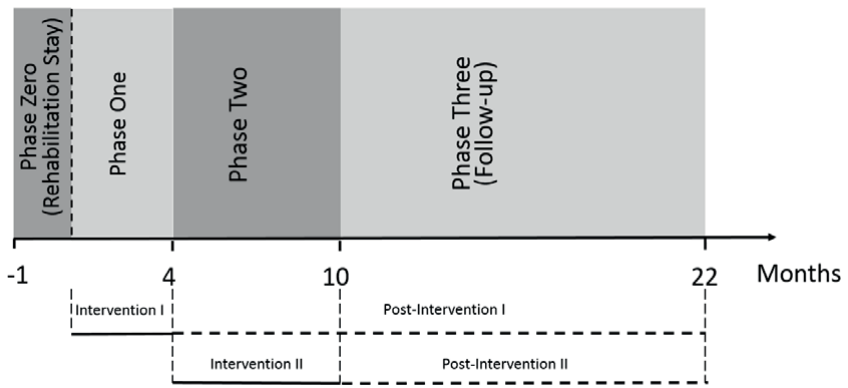 Phase Zero
(Rehabilitation Stay)
Phase One
Phase Two
Phase Three
(Follow-up)
-1
4
10
22
Months
Intervention I
Post-Intervention I
Intervention II
Post-Intervention II